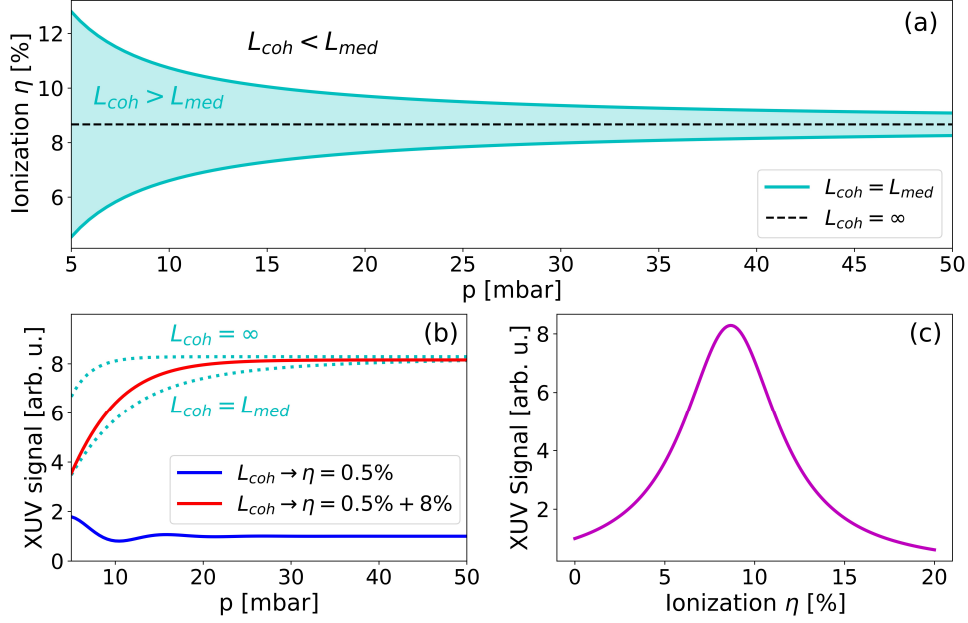 (a)
L_coh < L_med
L_coh > L_med
Ionization η [%]
12
10
8
6
L_coh = L_med
L_coh = ∞
5 10 15 20 25 30 35 40 45 50
p [mbar]
(b)
L_coh = ∞
L_coh = L_med
XUV signal [arb. u.]
8
6
4
2
0
L_coh → η = 0.5%
L_coh → η = 0.5% + 8%
10 20 30 40 50
p [mbar]
(c)
XUV Signal [arb. u.]
8
6
4
2
0 5 10 15 20
Ionization η [%]